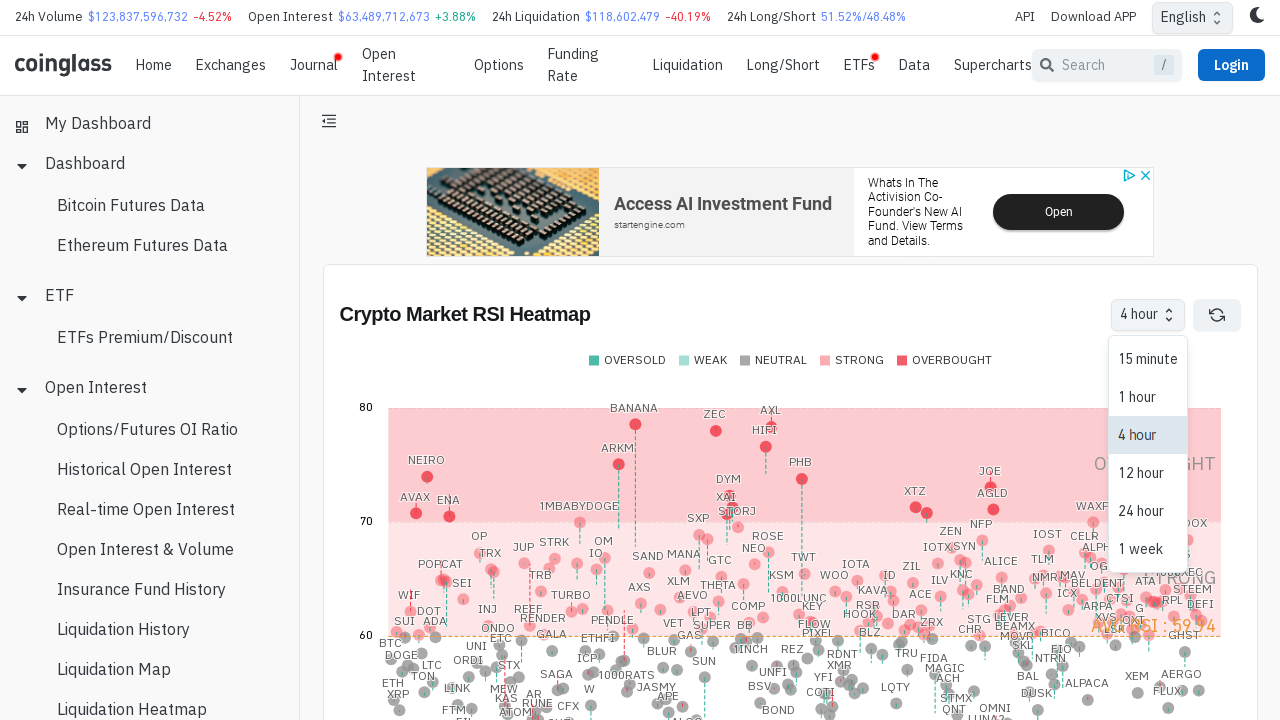 24h Volume $123,837,596,732 -4.52% Open Interest $63,489,712,673 +3.88% 24h Liquidation $118,602,479 -40.19% 24h Long/Short 51.52%/48.48% API Download APP English
coinglass Home Exchanges Journal Open Interest Options Funding Rate Liquidation Long/Short ETFs Data Supercharts Search / Login
My Dashboard
Dashboard
Bitcoin Futures Data
Ethereum Futures Data
ETF
ETFs Premium/Discount
Open Interest
Options/Futures OI Ratio
Historical Open Interest
Real-time Open Interest
Open Interest & Volume
Insurance Fund History
Liquidation History
Liquidation Map
Liquidation Heatmap
Access AI Investment Fund
startengine.com
Whats In The
Activision Co-
Founder's New AI
Fund. View Terms
and Details.
Open
Crypto Market RSI Heatmap
4 hour
15 minute
1 hour
4 hour
12 hour
24 hour
1 week
OVERSOLD WEAK NEUTRAL STRONG OVERBOUGHT
80
BANANA ZEC AXL
HIFI
ARKM
NEIRO PHB
DYM JOE
AVAX ENA XAI XTZ AGLD
1MBABYDOGE STORJ WAXP
70
SXP NFP
OP STRK OM ROSE ZEN IOST CELR
TRX JUP IO SAND MANA NEO IOTX SYN
POPCAT TRB GTC TWT IOTA ZIL ALICE TLM
SEI AXS XLM THETA KSM WOO ID ILV KNC NMR MAV
WIF TURBO AEVO 1000LUNC KAVA ACE BAND ICX BEL DENT ATA STEEM
DOT INJ REEF LPT COMP KEY RSR FLM ARPA CTSI RPL DEFI
SUI ADA RENDER PENDLE VET SUPER BB FLOW HOOK DAR ZRX STG LEVER
ONDO GALA GAS PIXEL BLZ CHR BEAMX BICO GHST
60
BTC ETC ETHFI 1INCH MOVR
DOGE UNI ICP BLUR SUN REZ RDNT TRU FIDA SKL FIO
LTC ORDI STX 1000RATS UNFI XMR MAGIC NTRN
ETH TON SAGA YFI ACH BAL XEM AERGO
XRP LINK MEW W JASMY BSV COTI LQTY STMX DUSK ALPACA FLUX
KAS AR APE
FTM ATOM RUNE CFX BOND QNT OMNI